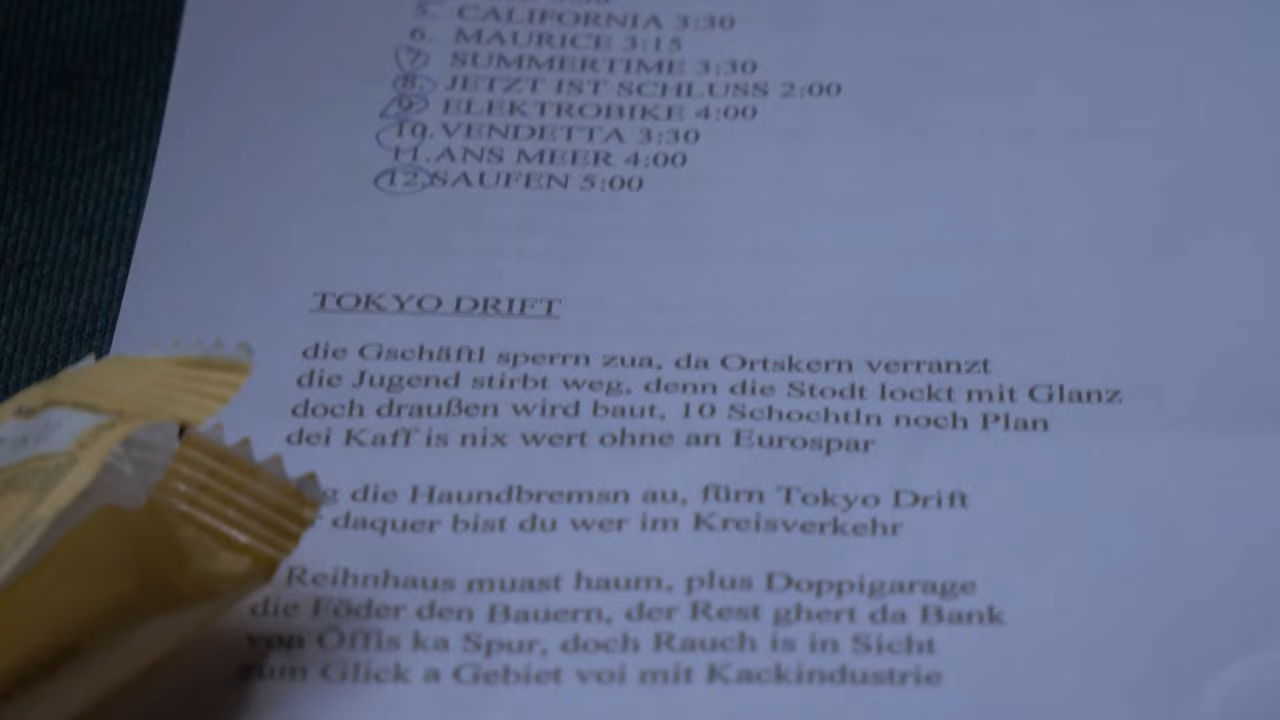 5. CALIFORNIA 3:30
6. MAURICE 3:15
7. SUMMERTIME 3:30
8. JETZT IST SCHLUSS 2:00
9. ELEKTROBIKE 4:00
10. VENDETTA 3:30
11. ANS MEER 4:00
12. SAUFEN 5:00
TOKYO DRIFT
die Gschäftl sperrn zua, da Ortskern verranzt
die Jugend stirbt weg, denn die Stodt lockt mit Glanz
doch draußen wird baut, 10 Schochtln noch Plan
dei Kaff is nix wert ohne an Eurospar
die Haundbremsn au, fürn Tokyo Drift
daquer bist du wer im Kreisverkehr
Reihnhaus muast haum, plus Doppigarage
die Föder den Bauern, der Rest ghert da Bank
von Öffis ka Spur, doch Rauch is in Sicht
zum Glick a Gebiet voi mit Kackindustrie